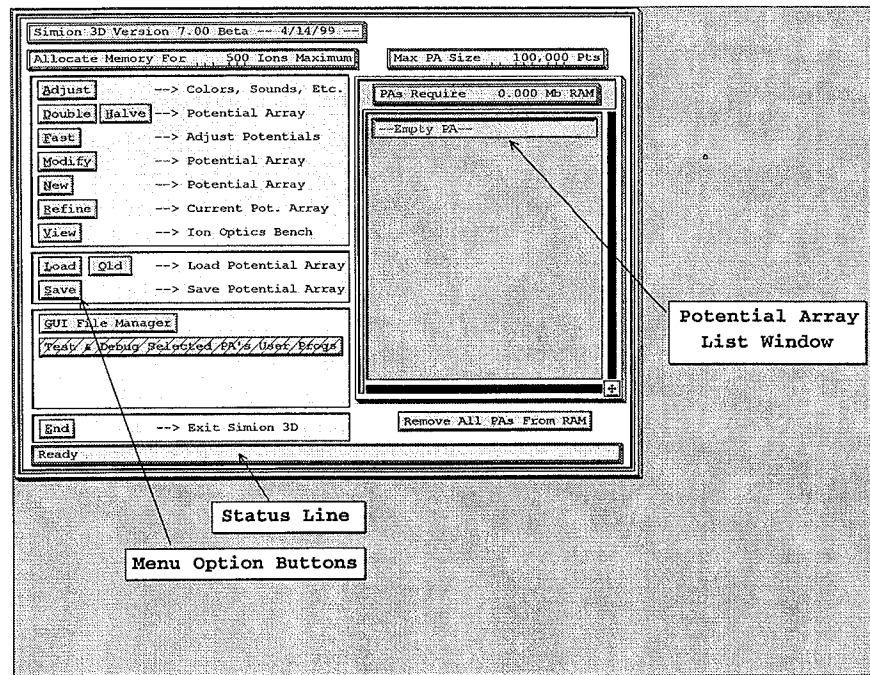 Simion 3D Version 7.00 Beta -- 4/14/99 --
Allocate Memory For 500 Ions Maximum
Max PA Size 100,000 Pts
Adjust --> Colors, Sounds, Etc.
Double Halve --> Potential Array
Fast --> Adjust Potentials
Modify --> Potential Array
New --> Potential Array
Refine --> Current Pot. Array
View --> Ion Optics Bench
Load Old --> Load Potential Array
Save --> Save Potential Array
GUI File Manager
Test & Debug Selected PA's User Progs
End --> Exit Simion 3D
Ready
PAs Require 0.000 Mb RAM
--Empty PA--
Remove All PAs From RAM
Potential Array
List Window
Status Line
Menu Option Buttons